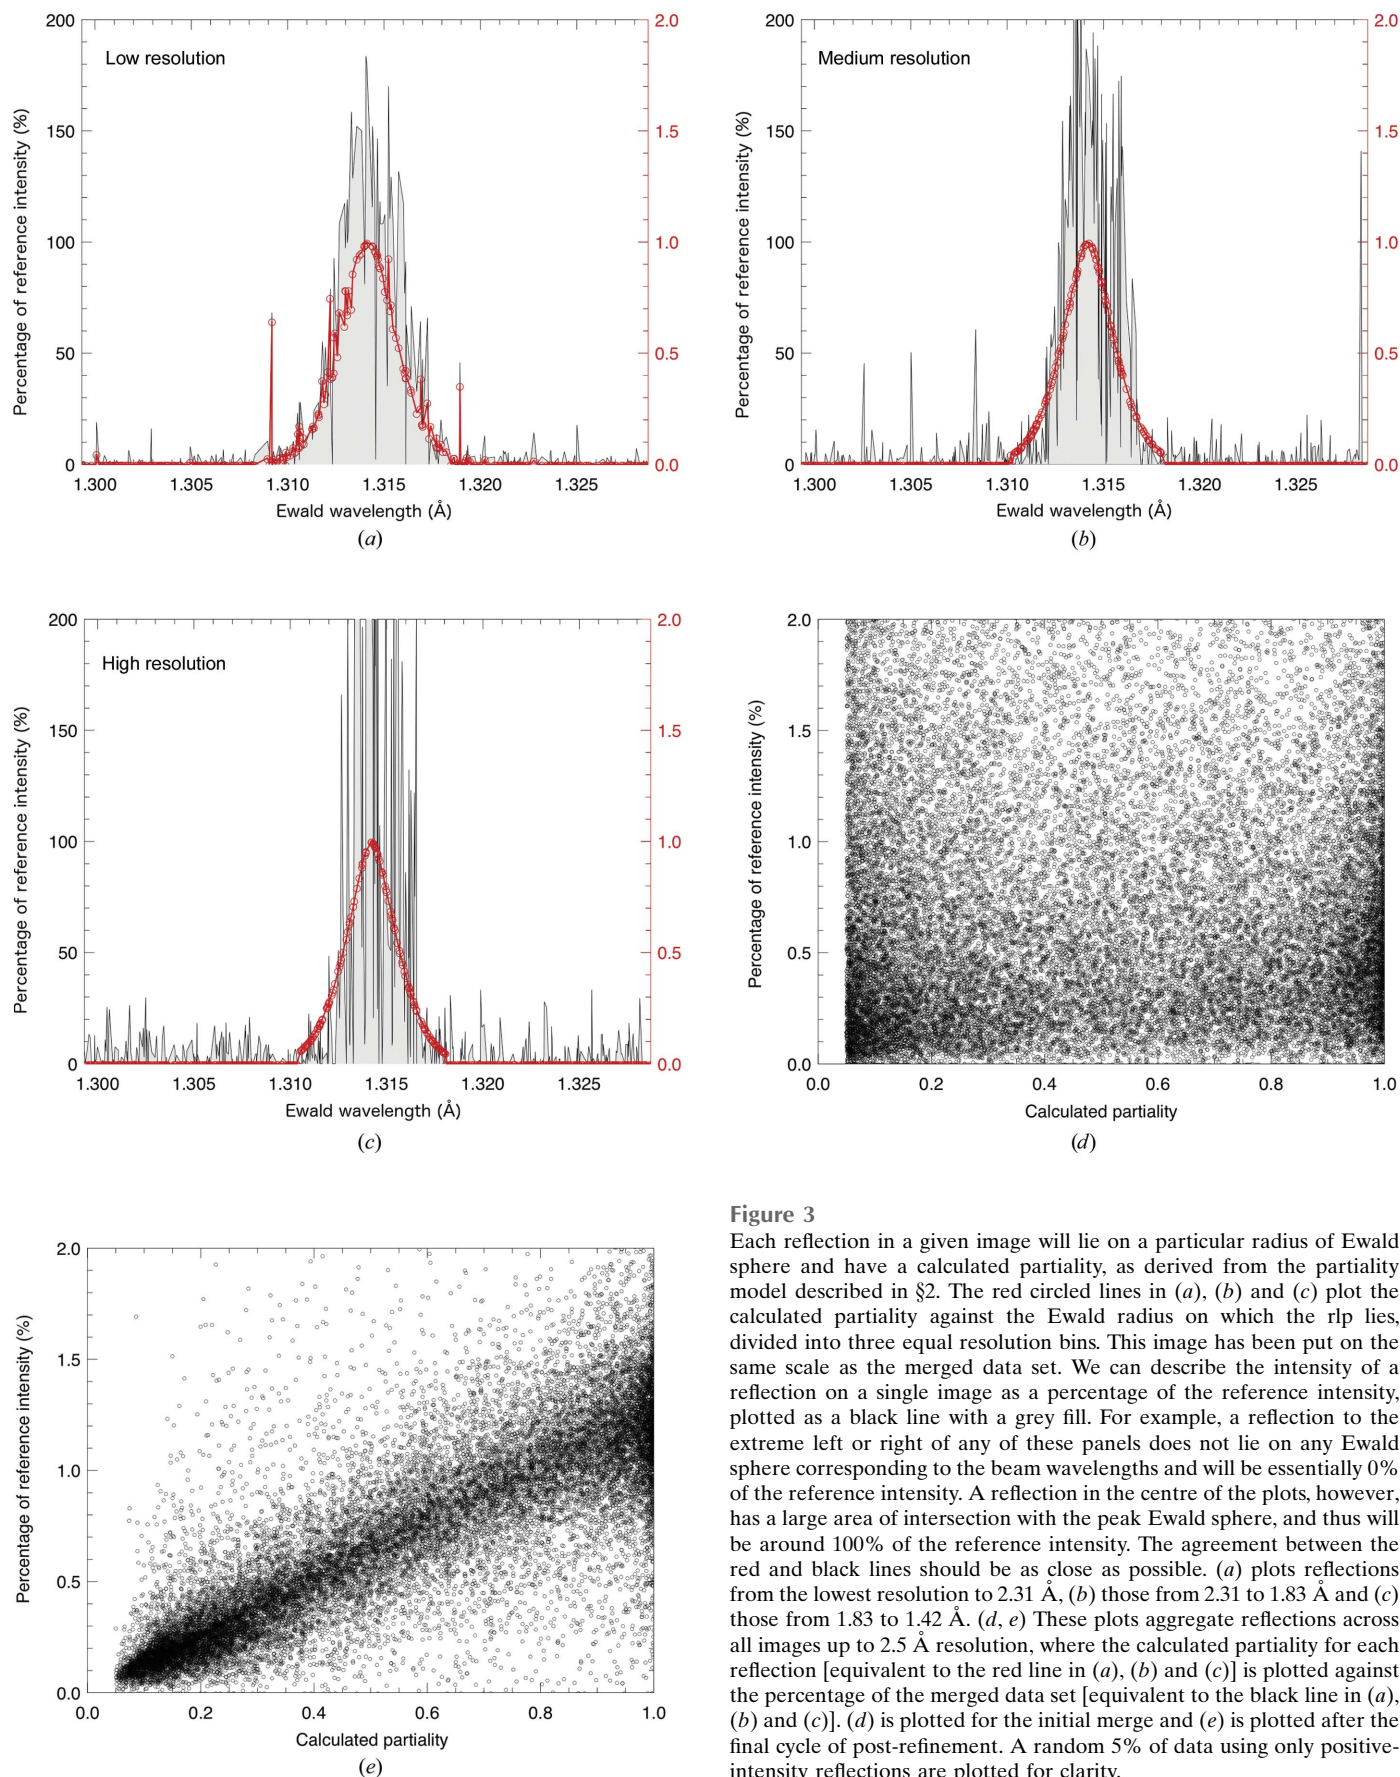 200
150
100
50
0
Low resolution
2.0
1.5
1.0
0.5
0.0
1.300 1.305 1.310 1.315 1.320 1.325
Percentage of reference intensity (%)
Ewald wavelength (Å)
(a)
200
150
100
50
0
Medium resolution
2.0
1.5
1.0
0.5
0.0
1.300 1.305 1.310 1.315 1.320 1.325
Percentage of reference intensity (%)
Ewald wavelength (Å)
(b)
200
150
100
50
0
High resolution
2.0
1.5
1.0
0.5
0.0
1.300 1.305 1.310 1.315 1.320 1.325
Percentage of reference intensity (%)
Ewald wavelength (Å)
(c)
2.0
1.5
1.0
0.5
0.0
0.0 0.2 0.4 0.6 0.8 1.0
Percentage of reference intensity (%)
Calculated partiality
(d)
2.0
1.5
1.0
0.5
0.0
0.0 0.2 0.4 0.6 0.8 1.0
Percentage of reference intensity (%)
Calculated partiality
(e)
Figure 3
Each reflection in a given image will lie on a particular radius of Ewald
sphere and have a calculated partiality, as derived from the partiality
model described in §2. The red circled lines in (a), (b) and (c) plot the
calculated partiality against the Ewald radius on which the rlp lies,
divided into three equal resolution bins. This image has been put on the
same scale as the merged data set. We can describe the intensity of a
reflection on a single image as a percentage of the reference intensity,
plotted as a black line with a grey fill. For example, a reflection to the
extreme left or right of any of these panels does not lie on any Ewald
sphere corresponding to the beam wavelengths and will be essentially 0%
of the reference intensity. A reflection in the centre of the plots, however,
has a large area of intersection with the peak Ewald sphere, and thus will
be around 100% of the reference intensity. The agreement between the
red and black lines should be as close as possible. (a) plots reflections
from the lowest resolution to 2.31 Å, (b) those from 2.31 to 1.83 Å and (c)
those from 1.83 to 1.42 Å. (d, e) These plots aggregate reflections across
all images up to 2.5 Å resolution, where the calculated partiality for each
reflection [equivalent to the red line in (a), (b) and (c)] is plotted against
the percentage of the merged data set [equivalent to the black line in (a),
(b) and (c)]. (d) is plotted for the initial merge and (e) is plotted after the
final cycle of post-refinement. A random 5% of data using only positive-
intensity reflections are plotted for clarity.